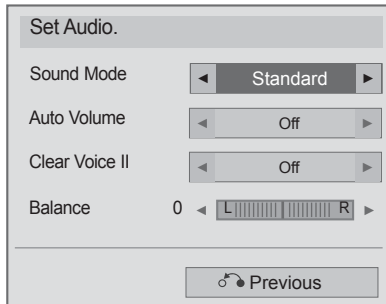 Set Audio.
Sound Mode ◄ Standard ►
Auto Volume ◄ Off ►
Clear Voice II ◄ Off ►
Balance 0 ◄ L R ►
Previous